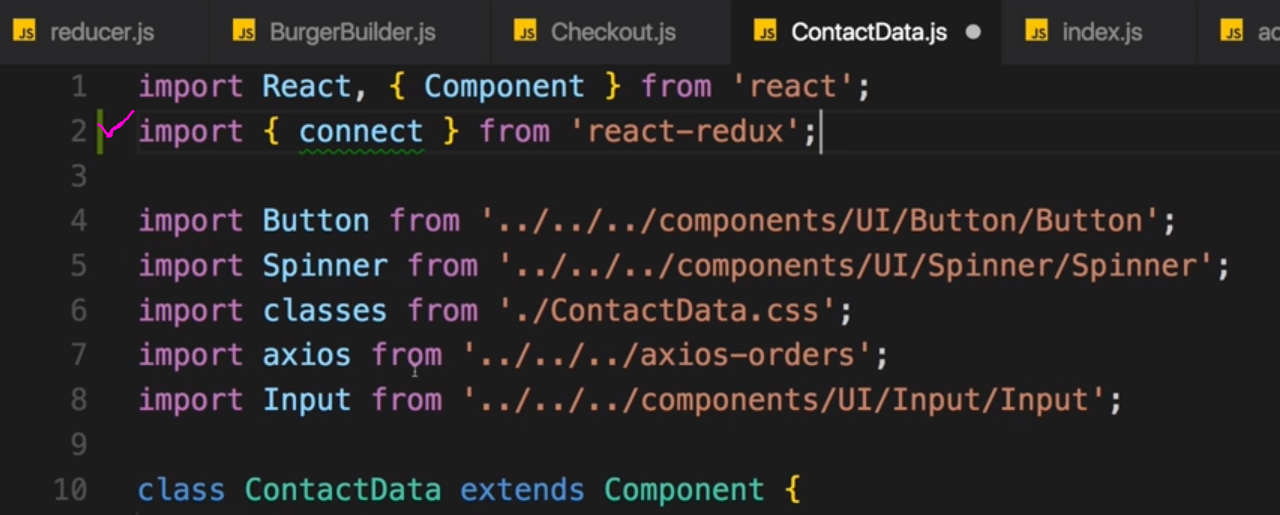 JS reducer.js JS BurgerBuilder.js JS Checkout.js JS ContactData.js JS index.js JS
1 import React, { Component } from 'react';
2 import { connect } from 'react-redux';
3
4 import Button from '../../../components/UI/Button/Button';
5 import Spinner from '../../../components/UI/Spinner/Spinner';
6 import classes from './ContactData.css';
7 import axios from '../../../axios-orders';
8 import Input from '../../../components/UI/Input/Input';
9
10 class ContactData extends Component {